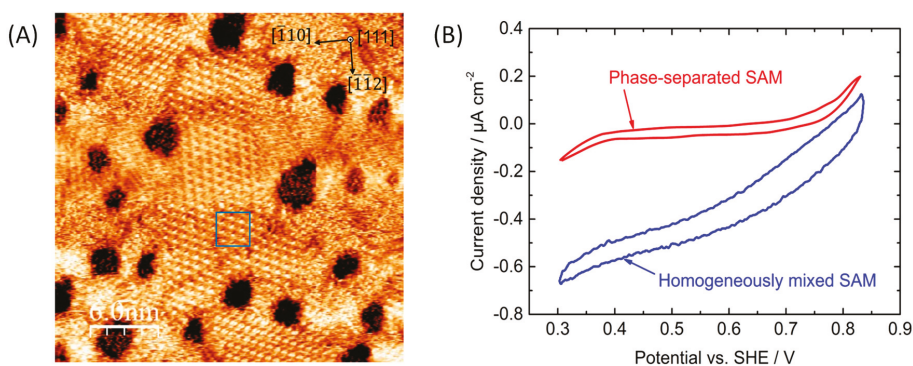 (A)
[1̅10]
[111]
[1̅1̅2]
6.0nm
(B)
Current density / μA cm⁻²
0.4
0.2
0.0
-0.2
-0.4
-0.6
-0.8
Phase-separated SAM
Homogeneously mixed SAM
0.3 0.4 0.5 0.6 0.7 0.8 0.9
Potential vs. SHE / V